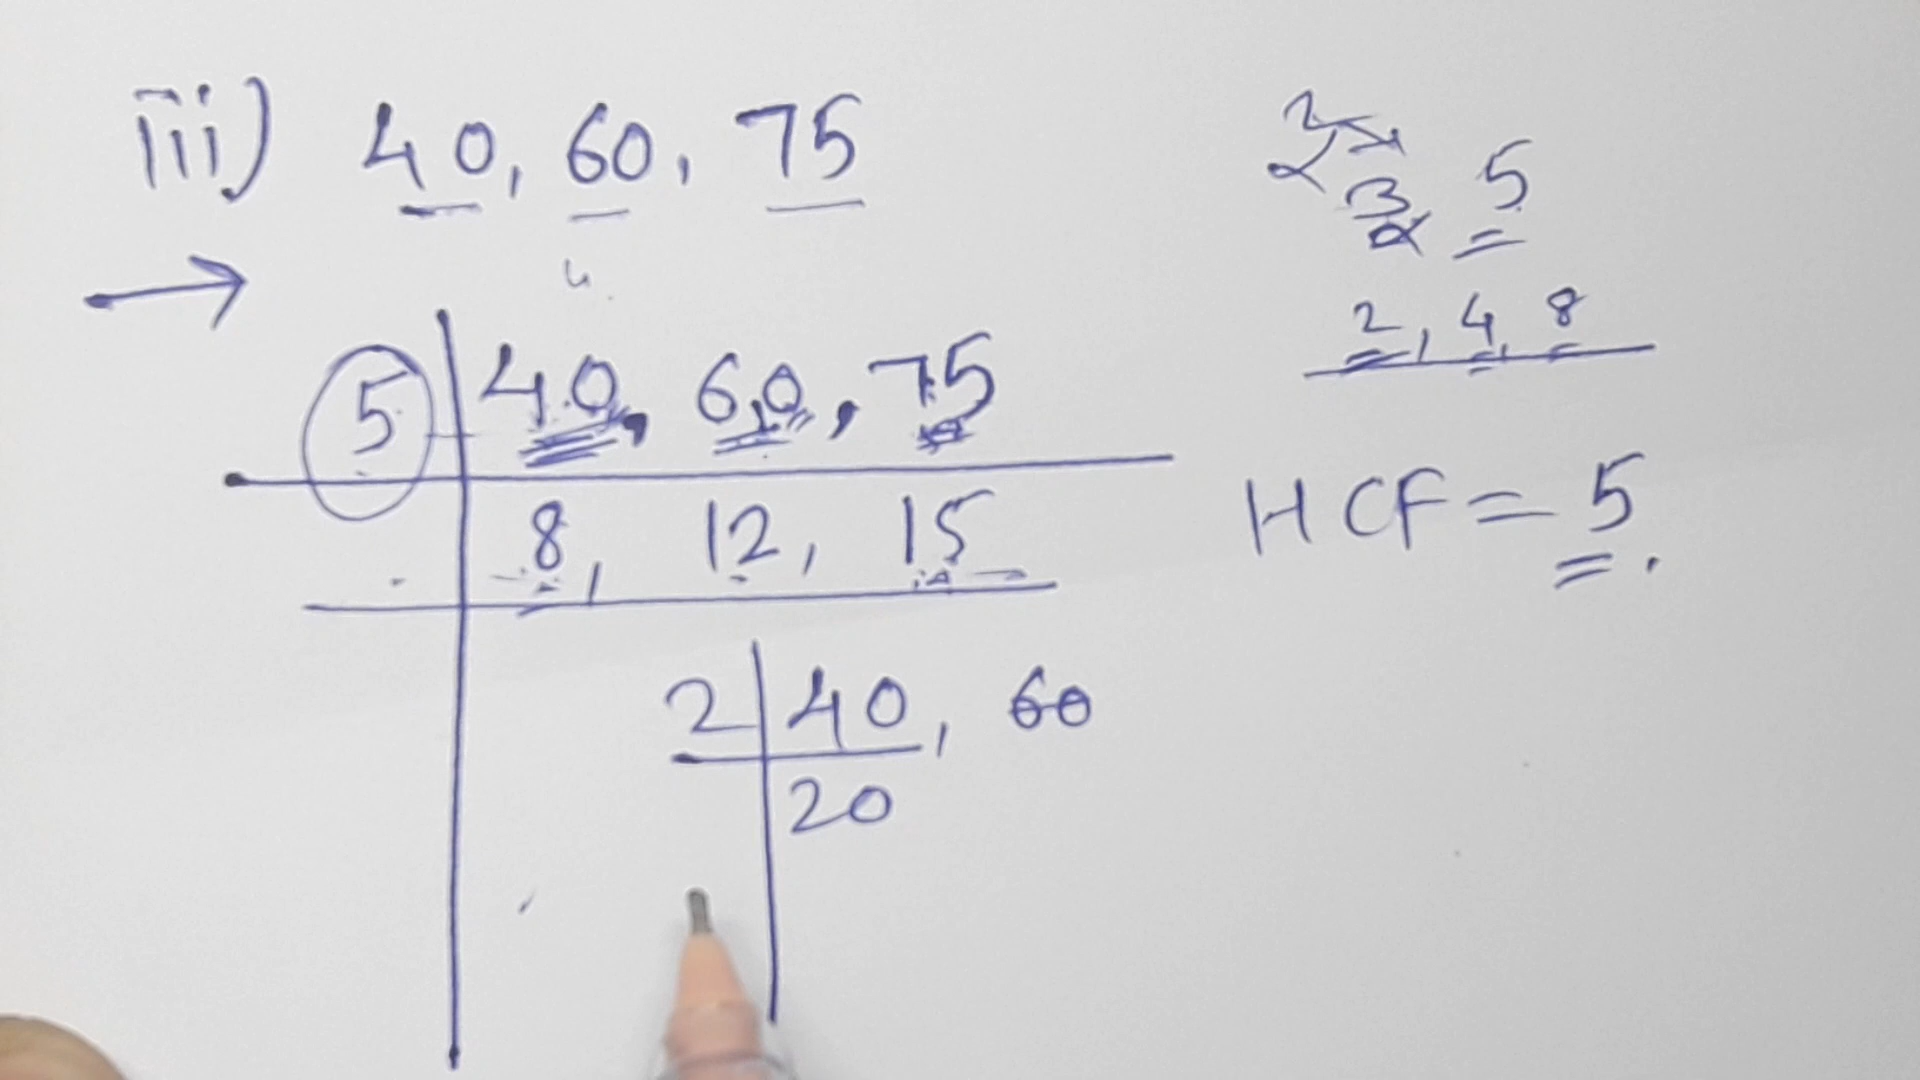 iii) 40, 60, 75
2 3 5
2, 4, 8
5 40, 60, 75
8, 12, 15
HCF = 5.
2 40, 60
20